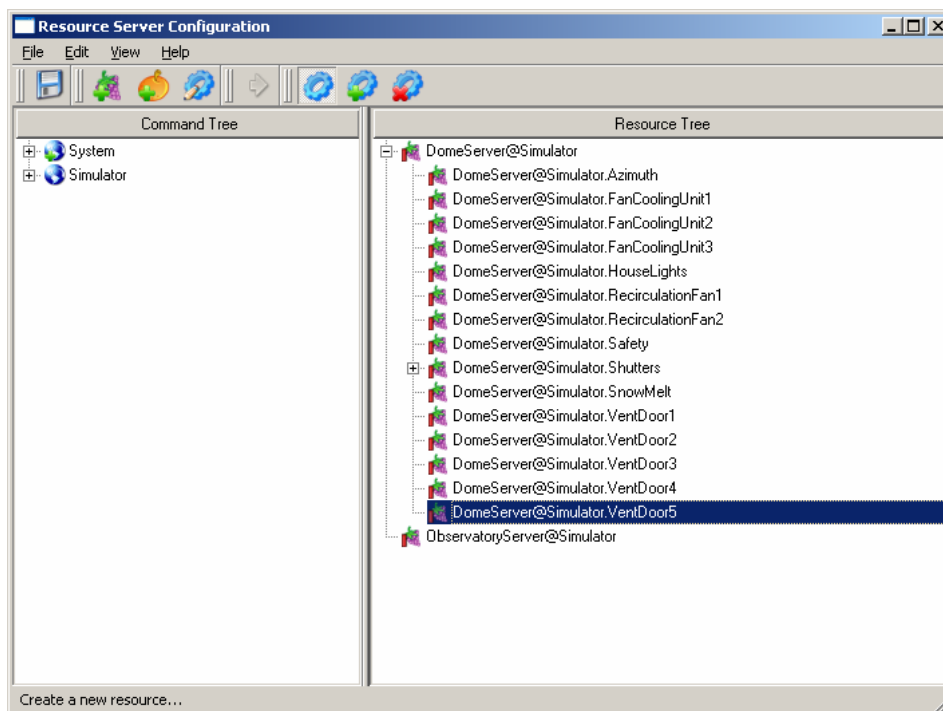 Resource Server Configuration
File Edit View Help
Command Tree
System
Simulator
Resource Tree
DomeServer@Simulator
DomeServer@Simulator.Azimuth
DomeServer@Simulator.FanCoolingUnit1
DomeServer@Simulator.FanCoolingUnit2
DomeServer@Simulator.FanCoolingUnit3
DomeServer@Simulator.HouseLights
DomeServer@Simulator.RecirculationFan1
DomeServer@Simulator.RecirculationFan2
DomeServer@Simulator.Safety
DomeServer@Simulator.Shutters
DomeServer@Simulator.SnowMelt
DomeServer@Simulator.VentDoor1
DomeServer@Simulator.VentDoor2
DomeServer@Simulator.VentDoor3
DomeServer@Simulator.VentDoor4
DomeServer@Simulator.VentDoor5
ObservatoryServer@Simulator
Create a new resource...